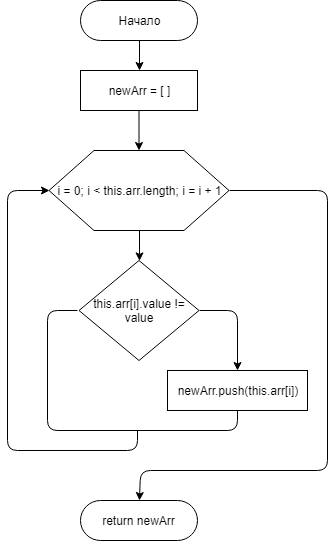 Начало
newArr = [ ]
i = 0; i < this.arr.length; i = i + 1
this.arr[i].value !=
value
newArr.push(this.arr[i])
return newArr